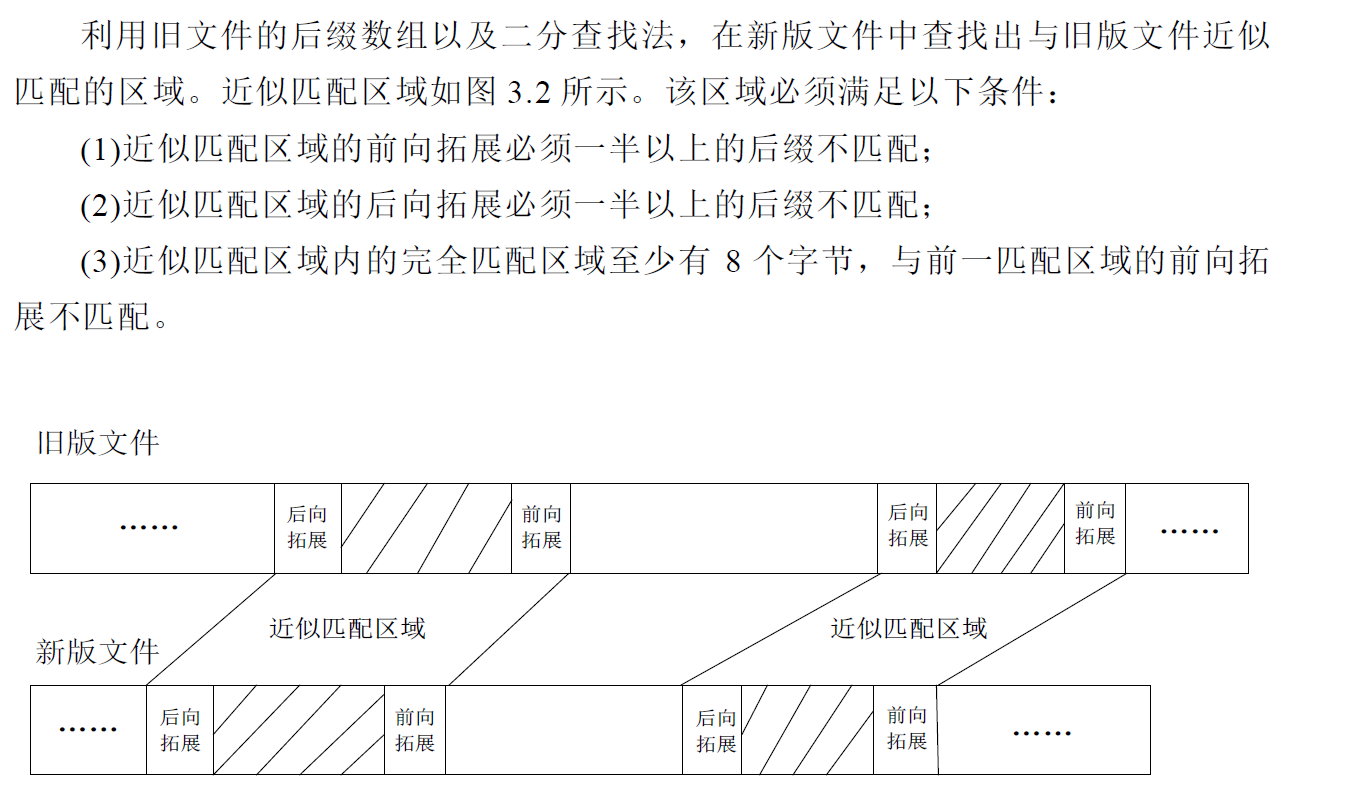 利用旧文件的后缀数组以及二分查找法，在新版文件中查找出与旧版文件近似
匹配的区域。近似匹配区域如图 3.2 所示。该区域必须满足以下条件：
(1)近似匹配区域的前向拓展必须一半以上的后缀不匹配；
(2)近似匹配区域的后向拓展必须一半以上的后缀不匹配；
(3)近似匹配区域内的完全匹配区域至少有 8 个字节，与前一匹配区域的前向拓
展不匹配。
旧版文件
……
后向
拓展
前向
拓展
后向
拓展
前向
拓展
……
近似匹配区域
近似匹配区域
新版文件
……
后向
拓展
前向
拓展
后向
拓展
前向
拓展
……